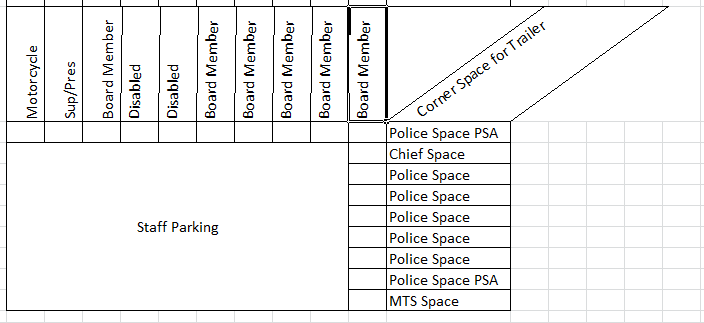 Motorcycle
Sup/Pres
Board Member
Disabled
Disabled
Board Member
Board Member
Board Member
Board Member
Board Member
Corner Space for Trailer
Police Space PSA
Chief Space
Police Space
Police Space
Police Space
Police Space
Police Space
Police Space PSA
MTS Space
Staff Parking